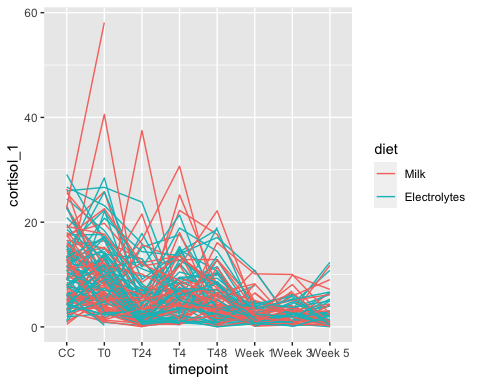 60
40
20
0
cortisol_1
CC T0 T24 T4 T48 Week 1 Week 3 Week 5
timepoint
diet
Milk
Electrolytes